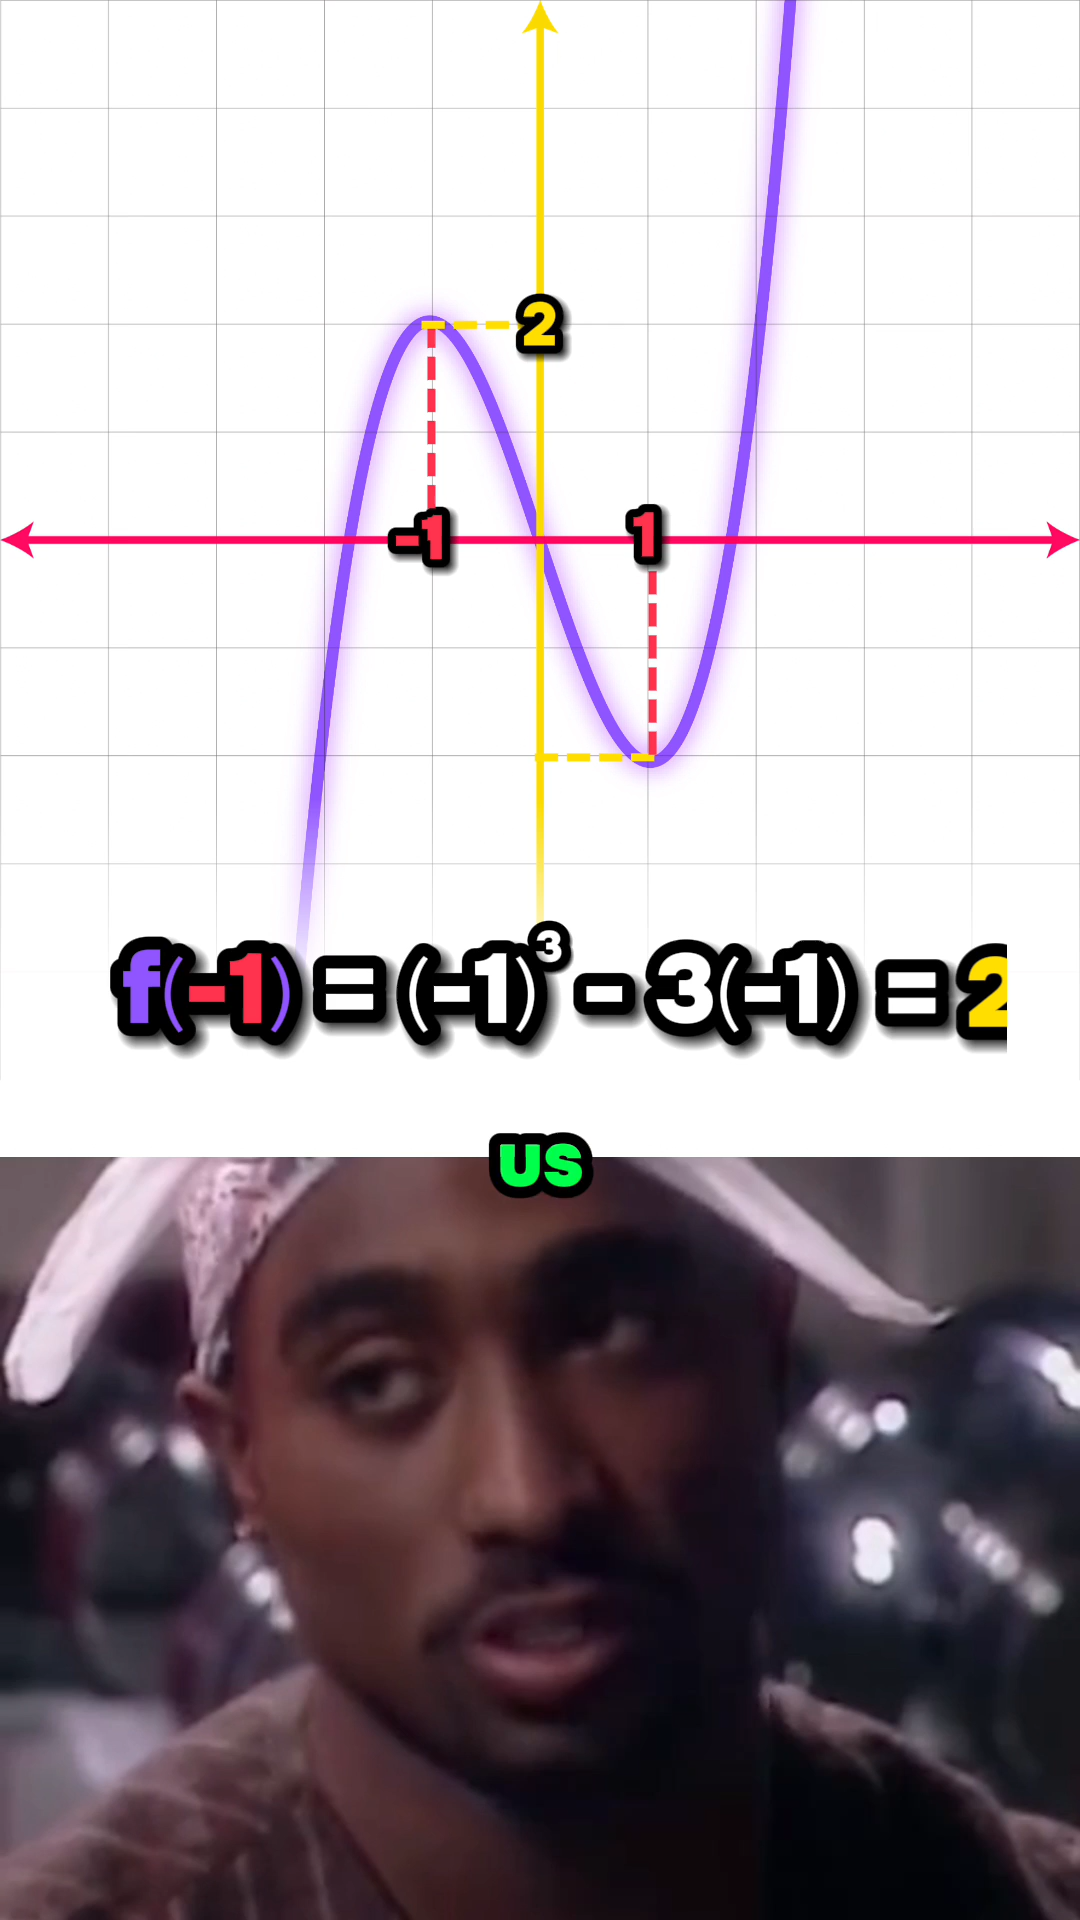 2
-1 1
f(-1) = (-1)³ - 3(-1) = 2
us